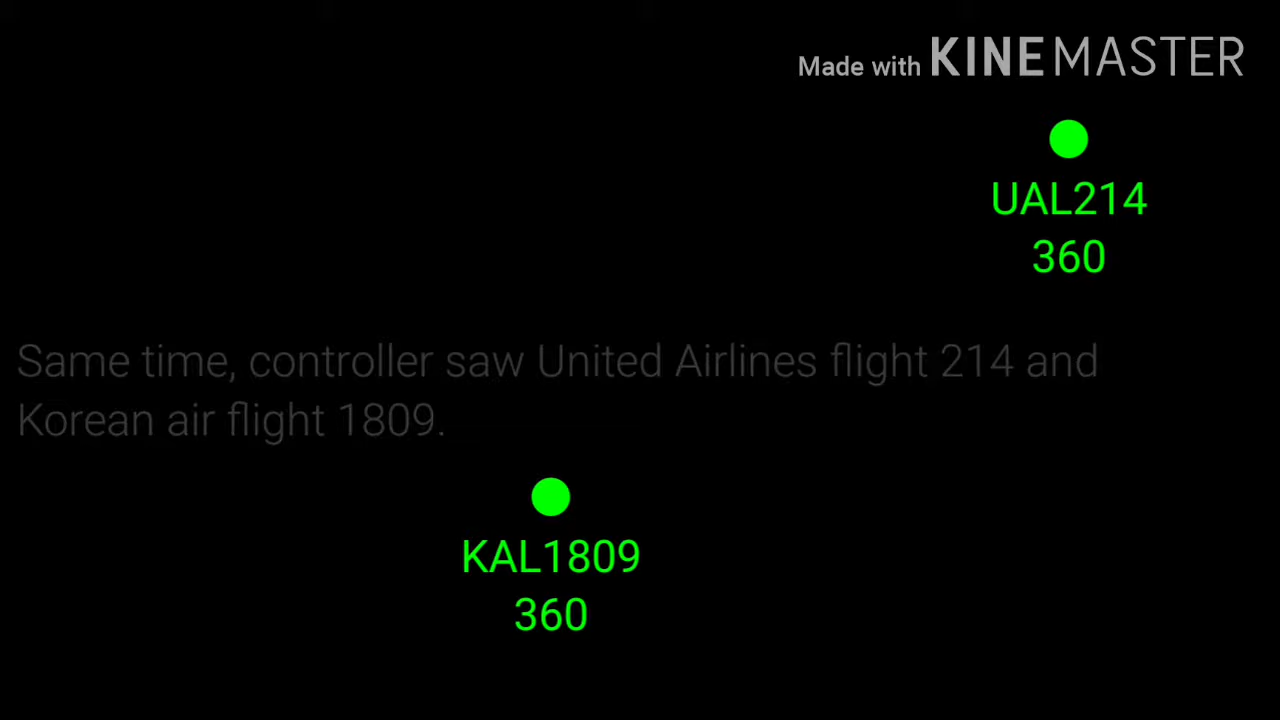 Made with KINEMASTER
UAL214
360
Same time, controller saw United Airlines flight 214 and
Korean air flight 1809.
KAL1809
360